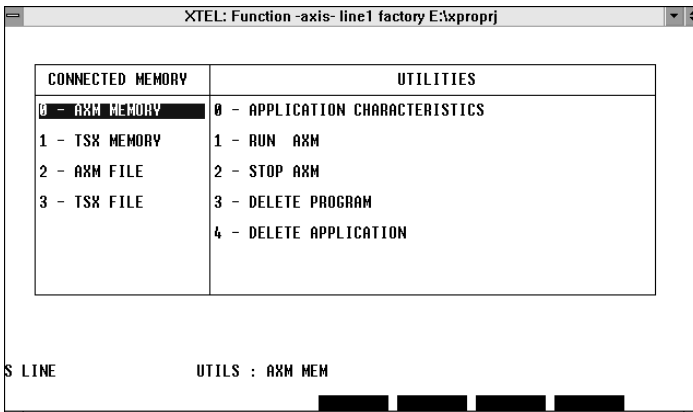 XTEL: Function -axis- line1 factory E:\xproprj
CONNECTED MEMORY UTILITIES
0 - AXM MEMORY 0 - APPLICATION CHARACTERISTICS
1 - TSX MEMORY 1 - RUN AXM
2 - AXM FILE 2 - STOP AXM
3 - TSX FILE 3 - DELETE PROGRAM
4 - DELETE APPLICATION
S LINE UTILS : AXM MEM